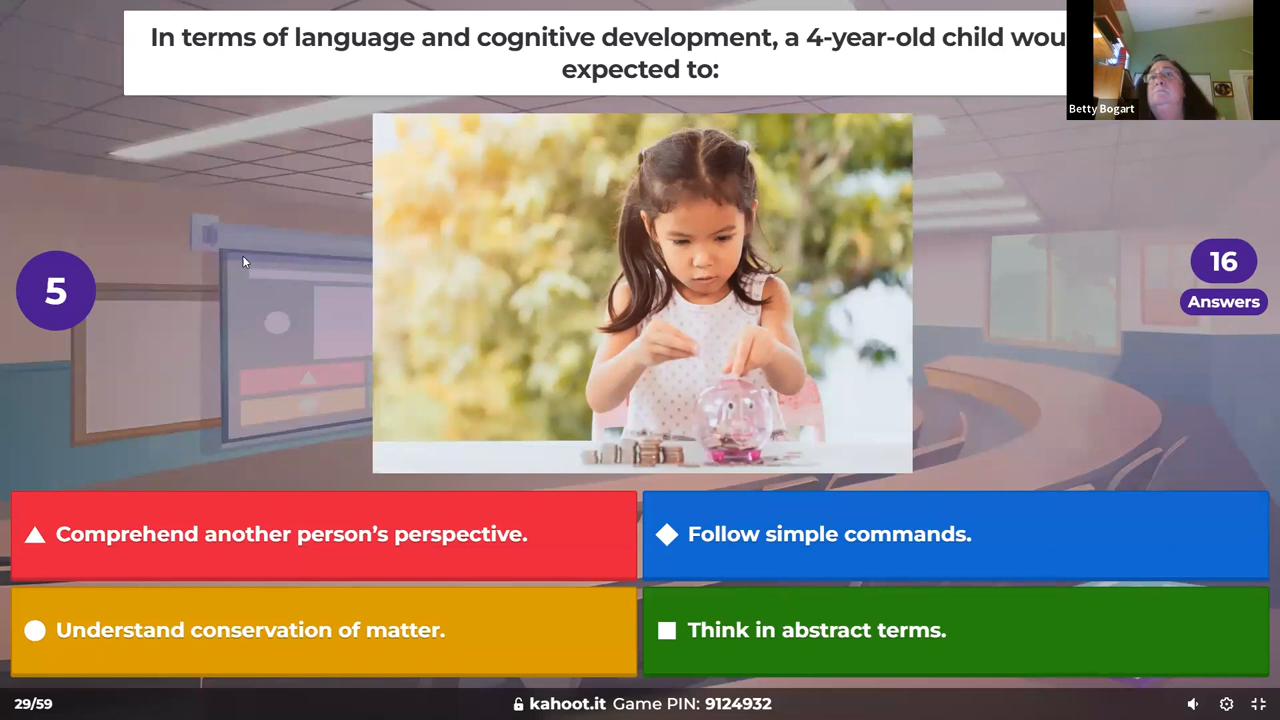 In terms of language and cognitive development, a 4-year-old child
expected to:
Betty Bogart
5
16
Answers
Comprehend another person's perspective.
Follow simple commands.
Understand conservation of matter.
Think in abstract terms.
29/59
kahoot.it Game PIN: 9124932